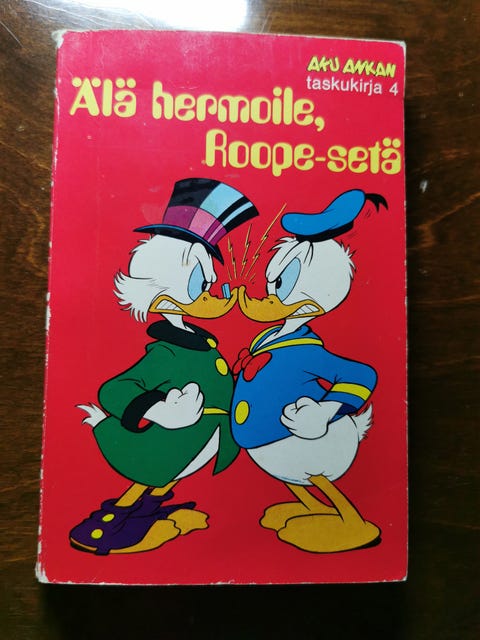 AKU ANKAN
taskukirja 4
Älä hermoile,
Roope-setä